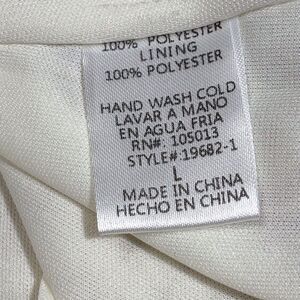 100% POLYESTER
LINING
100% POLYESTER
HAND WASH COLD
LAVAR A MANO
EN AGUA FRIA
RN#: 105013
STYLE#:19682-1
L
MADE IN CHINA
HECHO EN CHINA